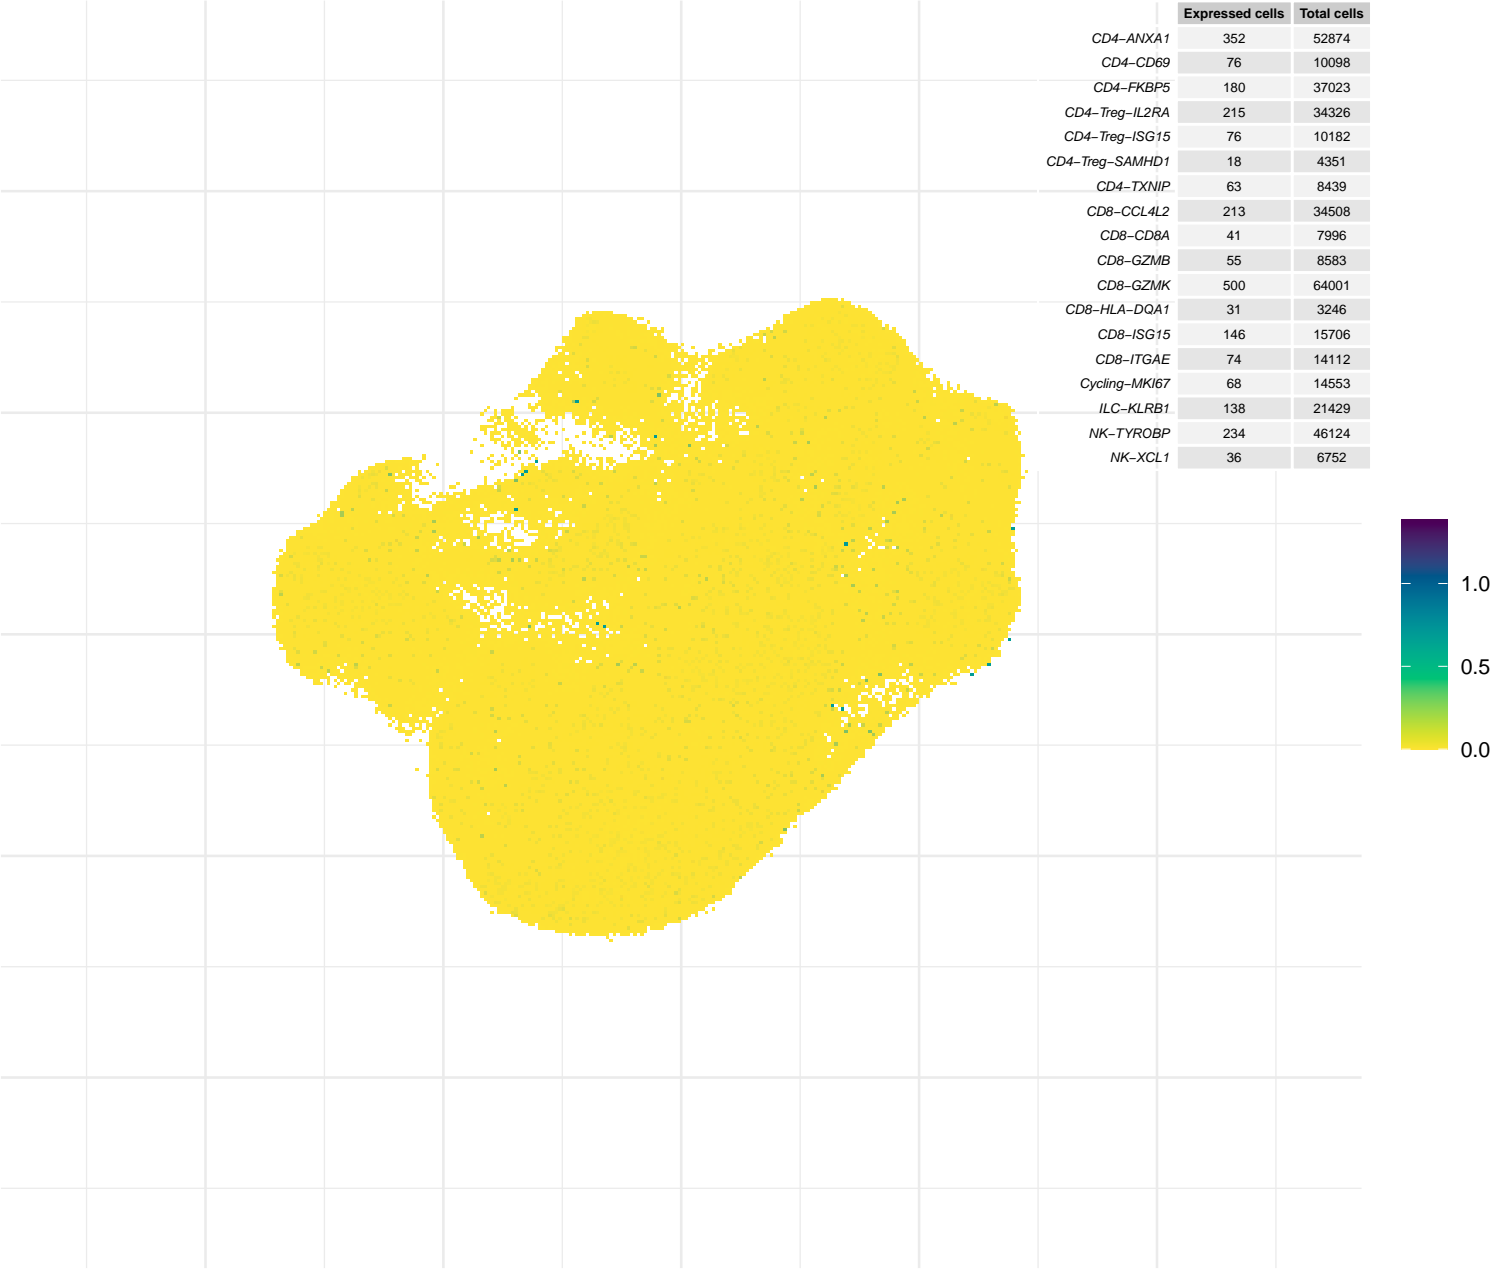 Expressed cells Total cells
CD4−ANXA1 352 52874
CD4−CD69 76 10098
CD4−FKBP5 180 37023
CD4−Treg−IL2RA 215 34326
CD4−Treg−ISG15 76 10182
CD4−Treg−SAMHD1 18 4351
CD4−TXNIP 63 8439
CD8−CCL4L2 213 34508
CD8−CD8A 41 7996
CD8−GZMB 55 8583
CD8−GZMK 500 64001
CD8−HLA−DQA1 31 3246
CD8−ISG15 146 15706
CD8−ITGAE 74 14112
Cycling−MKI67 68 14553
ILC−KLRB1 138 21429
NK−TYROBP 234 46124
NK−XCL1 36 6752
1.0
0.5
0.0